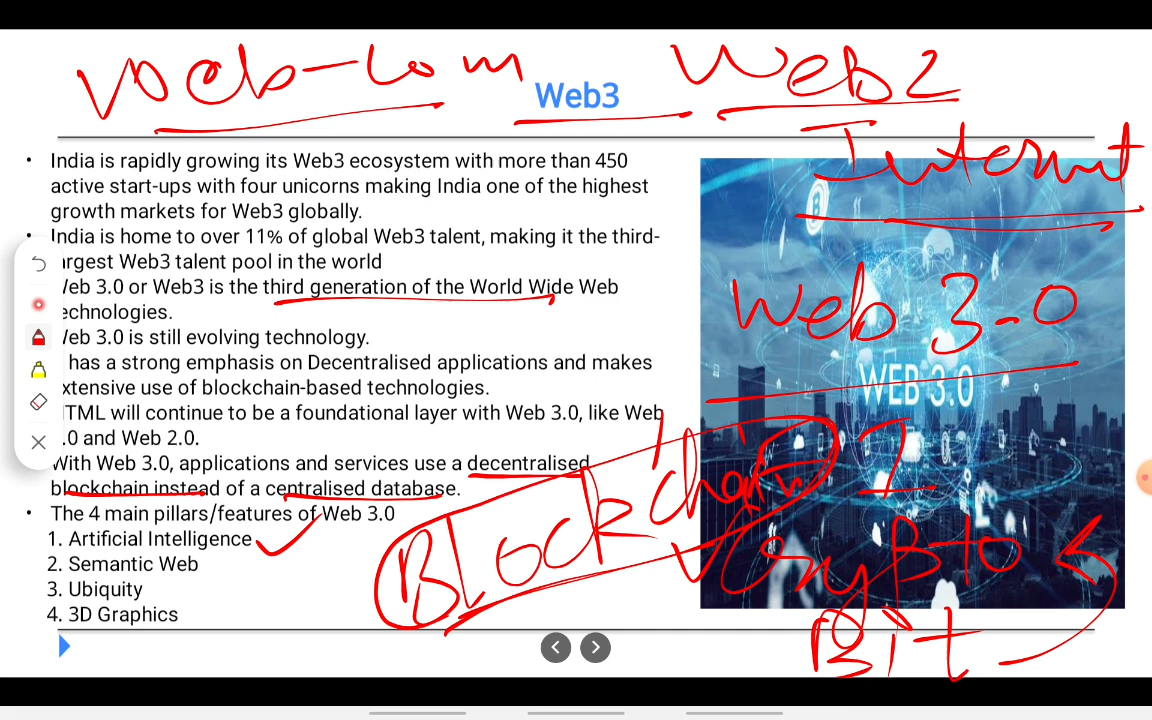 Web-com Web2
Web3
Internet
• India is rapidly growing its Web3 ecosystem with more than 450
active start-ups with four unicorns making India one of the highest
growth markets for Web3 globally.
• India is home to over 11% of global Web3 talent, making it the third-
argest Web3 talent pool in the world
Web 3.0 or Web3 is the third generation of the World Wide Web
echnologies.
Web 3.0 is still evolving technology.
has a strong emphasis on Decentralised applications and makes
xtensive use of blockchain-based technologies.
HTML will continue to be a foundational layer with Web 3.0, like Web
.0 and Web 2.0.
With Web 3.0, applications and services use a decentralised
blockchain instead of a centralised database.
• The 4 main pillars/features of Web 3.0
1. Artificial Intelligence
2. Semantic Web
3. Ubiquity
4. 3D Graphics
Web 3.0
WEB 3.0
Blockchain
Crypto
Bit